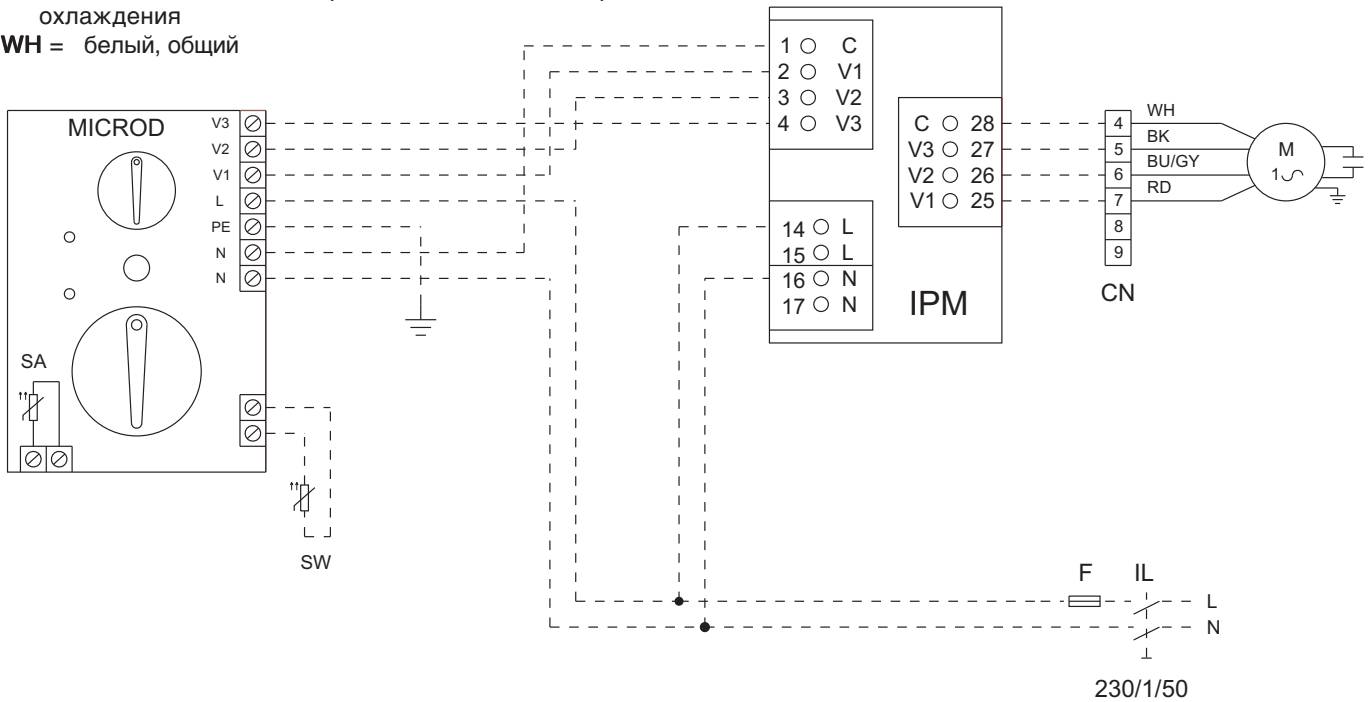 охлаждения
WH = белый, общий
MICROD
V3
V2
V1
L
PE
N
N
SA
SW
1 C
2 V1
3 V2
4 V3
C 28
V3 27
V2 26
V1 25
14 L
15 L
16 N
17 N
IPM
4
5
6
7
8
9
CN
WH
BK
BU/GY
RD
M
1
F IL
L
N
230/1/50